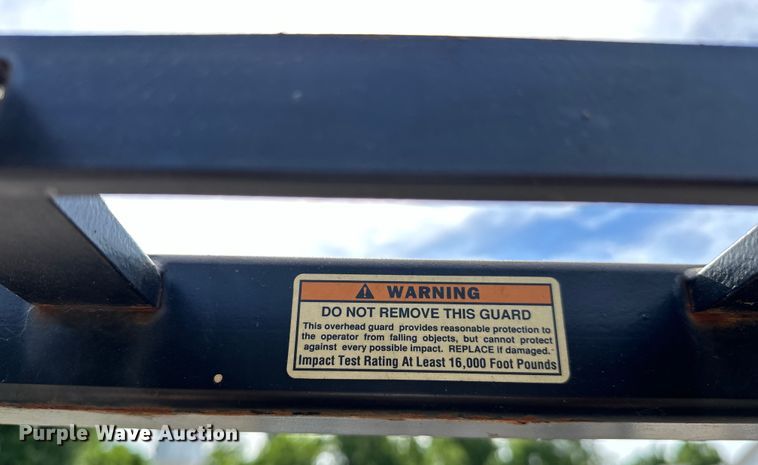 WARNING
DO NOT REMOVE THIS GUARD
This overhead guard provides reasonable protection to
the operator from falling objects, but cannot protect
against every possible impact. REPLACE if damaged.
Impact Test Rating At Least 16,000 Foot Pounds
Purple Wave Auction